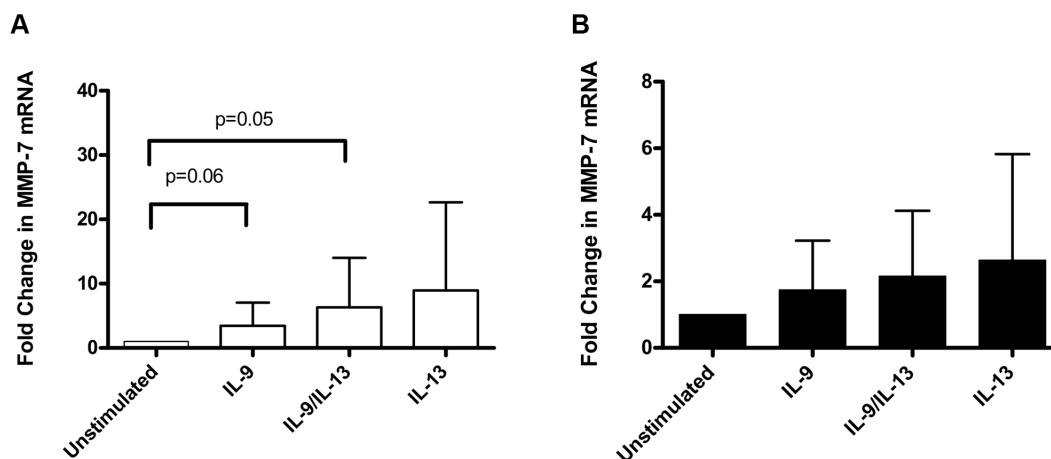 A
Fold Change in MMP-7 mRNA
40
30
20
10
0
p=0.05
p=0.06
Unstimulated
IL-9
IL-9/IL-13
IL-13
B
Fold Change in MMP-7 mRNA
8
6
4
2
0
Unstimulated
IL-9
IL-9/IL-13
IL-13